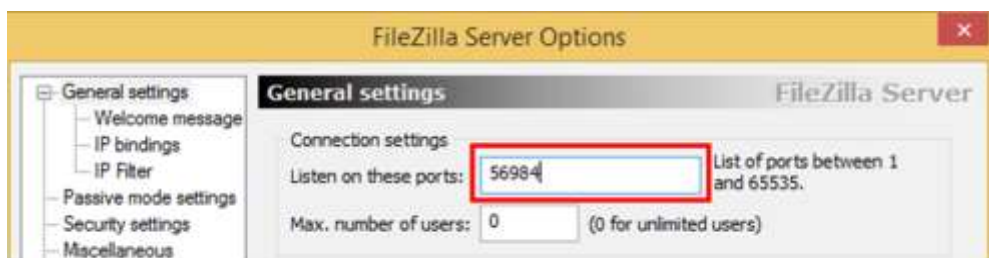 FileZilla Server Options
General settings
Welcome message
IP bindings
IP Filter
Passive mode settings
Security settings
Miscellaneous
General settings
FileZilla Server
Connection settings
Listen on these ports: 56984
List of ports between 1
and 65535.
Max. number of users: 0 (0 for unlimited users)